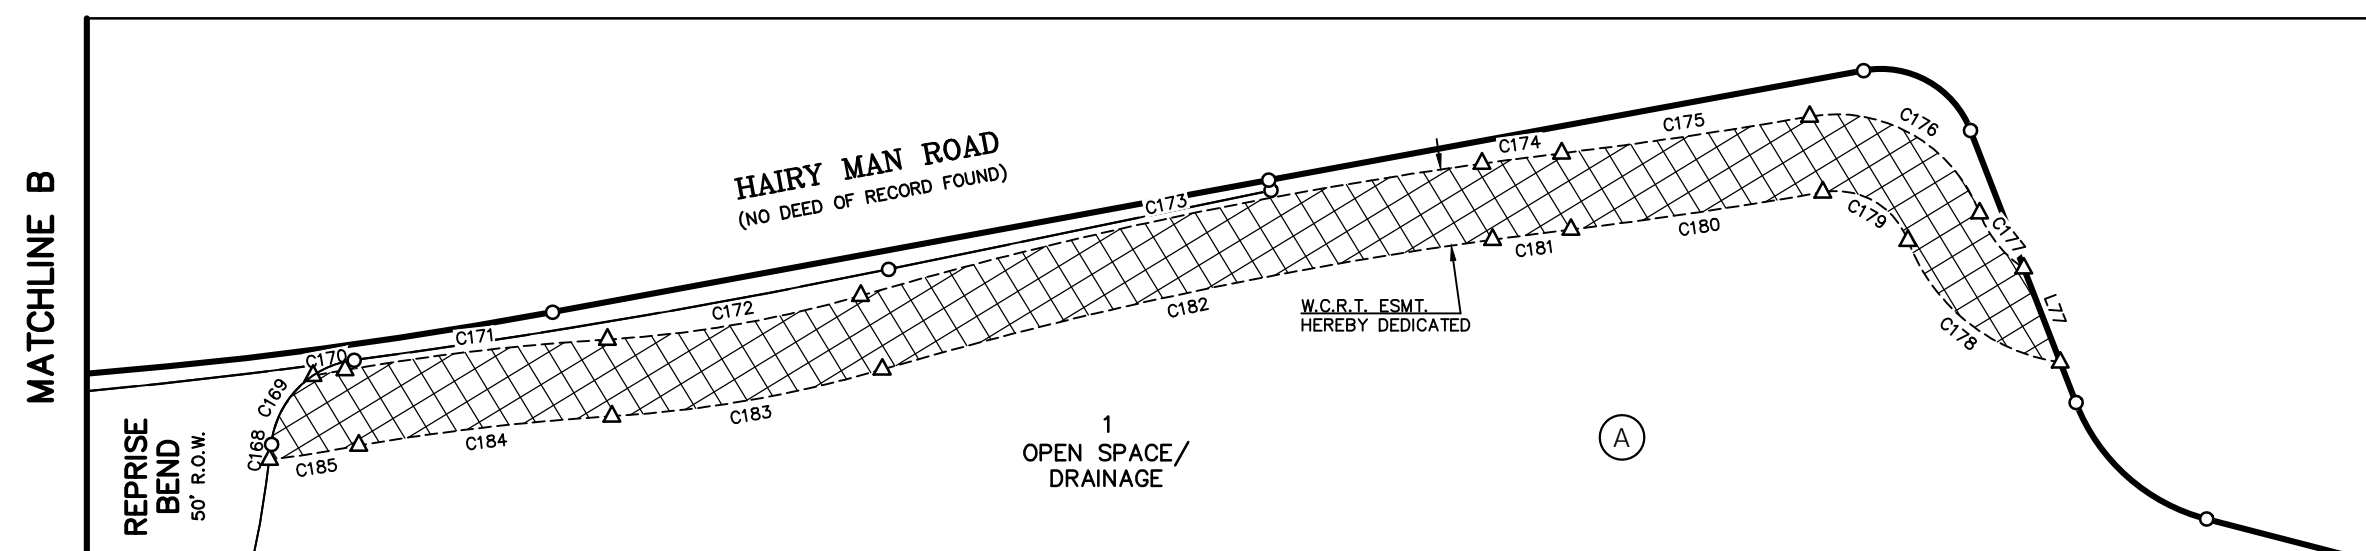 MATCHLINE B
HAIRY MAN ROAD
(NO DEED OF RECORD FOUND)
C168
C169
C170
C171
C172
C173
C174
C175
C176
C177
L77
C178
C179
C180
C181
C182
C183
C184
C185
W.C.R.T. ESMT.
HEREBY DEDICATED
REPRISE
BEND
50' R.O.W.
1
OPEN SPACE/
DRAINAGE
A